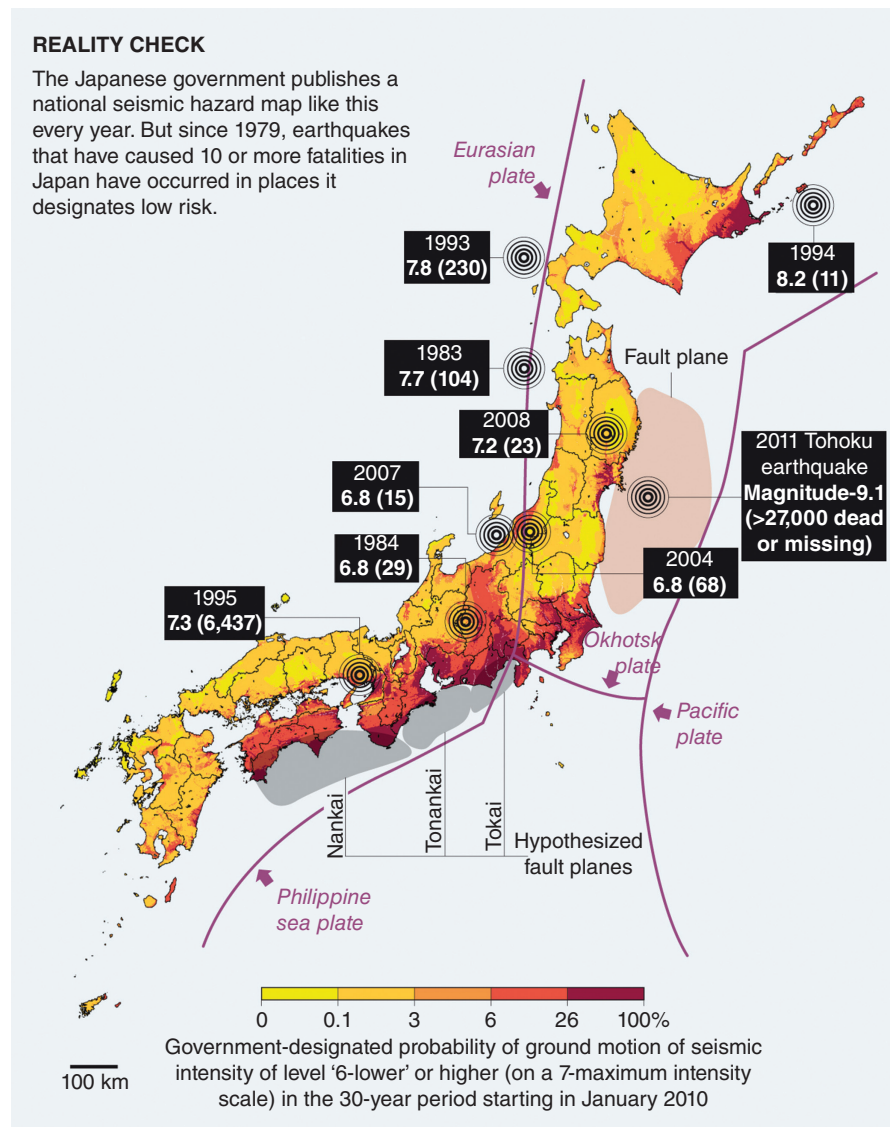 REALITY CHECK
The Japanese government publishes a
national seismic hazard map like this
every year. But since 1979, earthquakes
that have caused 10 or more fatalities in
Japan have occurred in places it
designates low risk.
Eurasian
plate
1993
7.8 (230)
1994
8.2 (11)
1983
7.7 (104)
Fault plane
2008
7.2 (23)
2011 Tohoku
earthquake
Magnitude-9.1
(>27,000 dead
or missing)
2007
6.8 (15)
1984
6.8 (29)
2004
6.8 (68)
1995
7.3 (6,437)
Okhotsk
plate
Pacific
plate
Nankai
Tonankai
Tokai
Hypothesized
fault planes
Philippine
sea plate
0 0.1 3 6 26 100%
Government-designated probability of ground motion of seismic
intensity of level ‘6-lower’ or higher (on a 7-maximum intensity
scale) in the 30-year period starting in January 2010
100 km